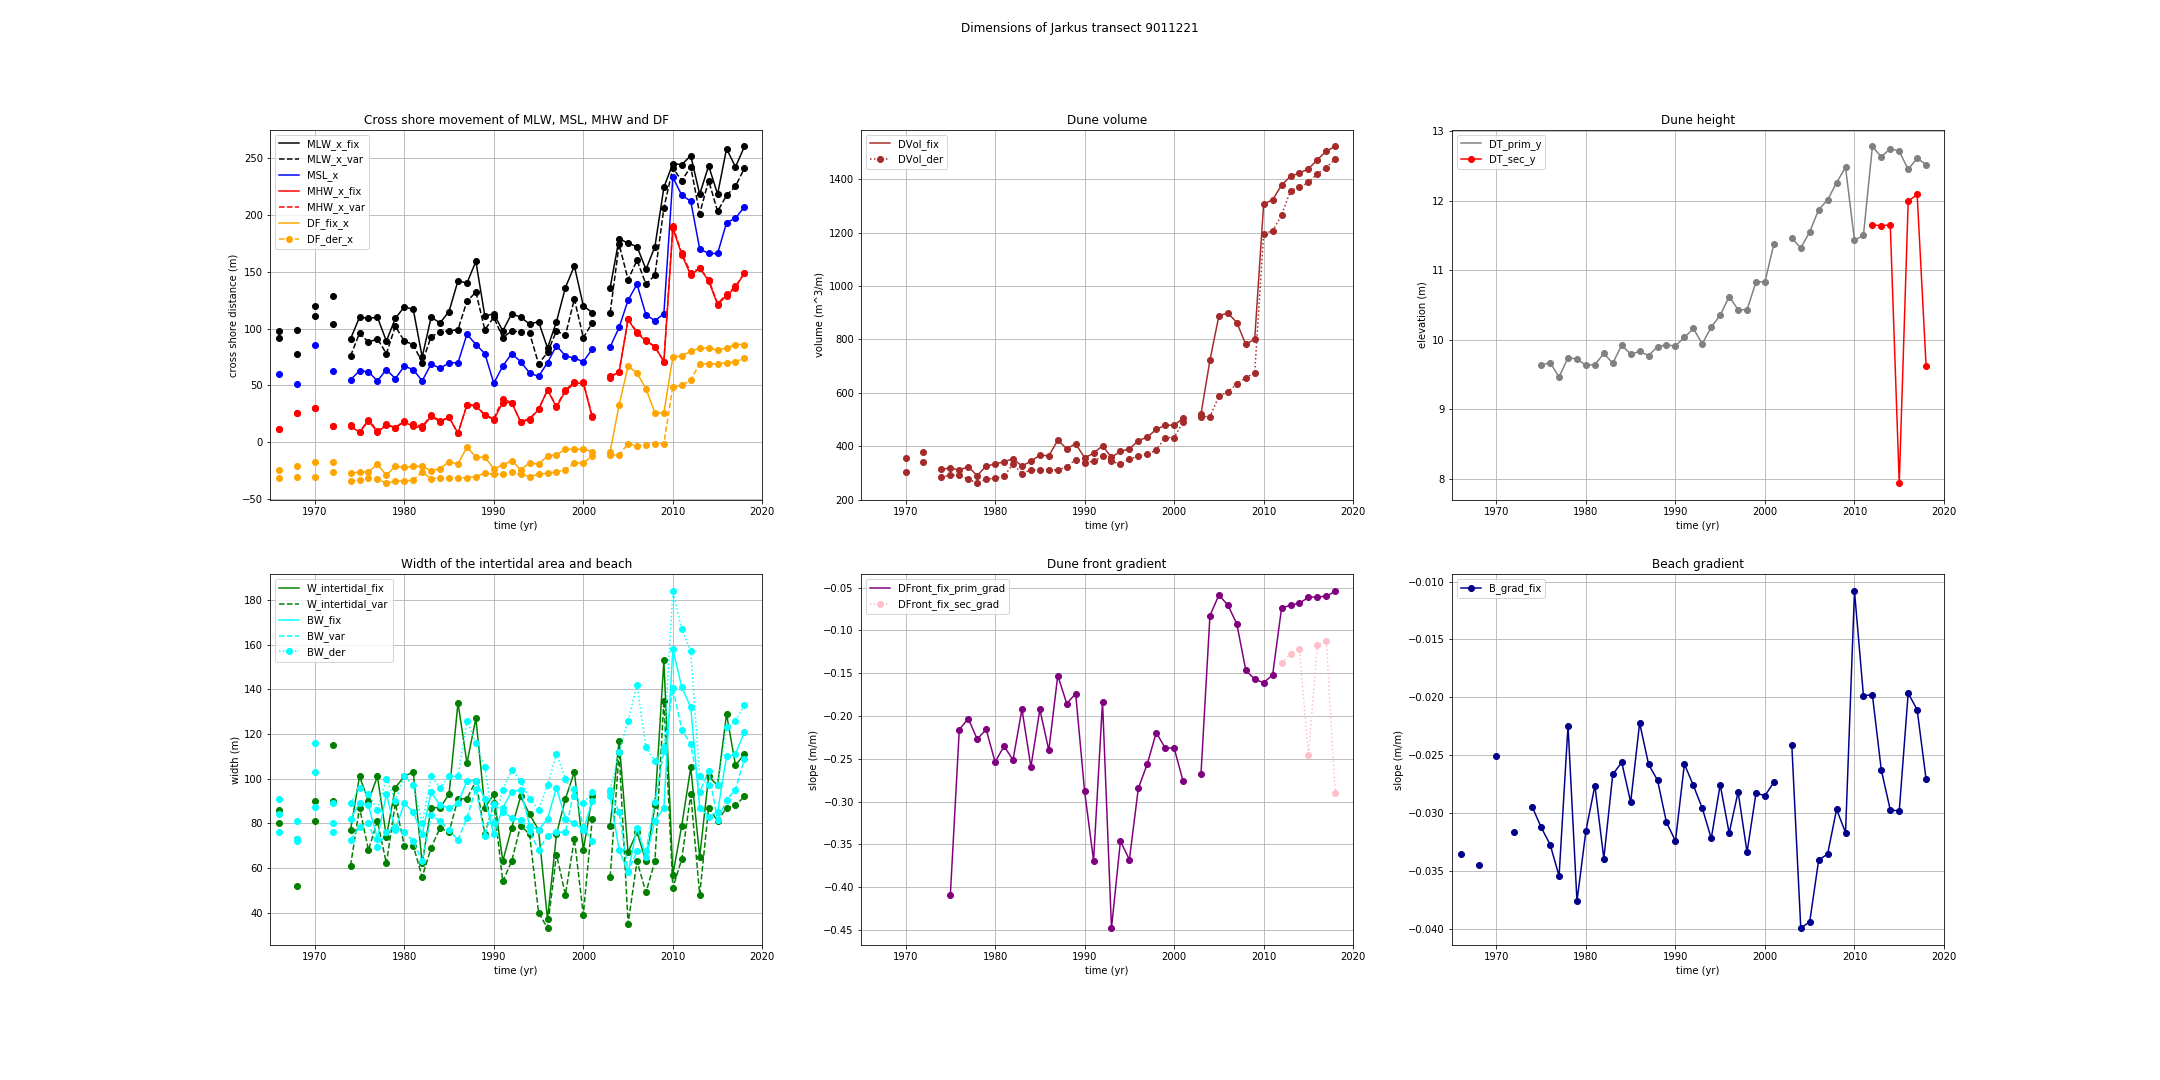 Dimensions of Jarkus transect 9011221
Cross shore movement of MLW, MSL, MHW and DF
MLW_x_fix
MLW_x_var
MSL_x
MHW_x_fix
MHW_x_var
DF_fix_x
DF_der_x
cross shore distance (m)
250
200
150
100
50
0
−50
1970
1980
1990
2000
2010
2020
time (yr)
Dune volume
DVol_fix
DVol_der
volume (m^3/m)
1400
1200
1000
800
600
400
200
1970
1980
1990
2000
2010
2020
time (yr)
Dune height
DT_prim_y
DT_sec_y
elevation (m)
13
12
11
10
9
8
1970
1980
1990
2000
2010
2020
time (yr)
Width of the intertidal area and beach
W_intertidal_fix
W_intertidal_var
BW_fix
BW_var
BW_der
width (m)
180
160
140
120
100
80
60
40
1970
1980
1990
2000
2010
2020
time (yr)
Dune front gradient
DFront_fix_prim_grad
DFront_fix_sec_grad
slope (m/m)
−0.05
−0.10
−0.15
−0.20
−0.25
−0.30
−0.35
−0.40
−0.45
1970
1980
1990
2000
2010
2020
time (yr)
Beach gradient
B_grad_fix
slope (m/m)
−0.010
−0.015
−0.020
−0.025
−0.030
−0.035
−0.040
1970
1980
1990
2000
2010
2020
time (yr)